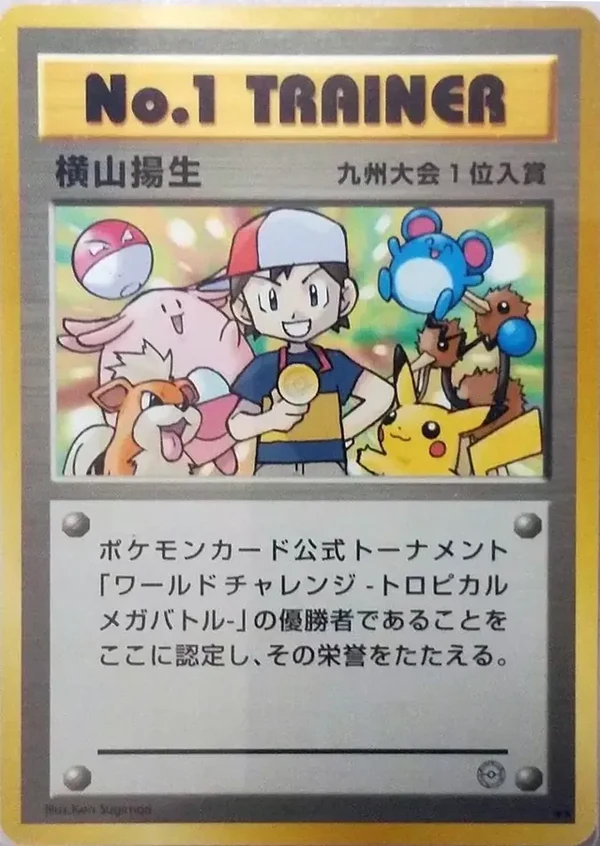 No.1 TRAINER
横山揚生
九州大会1位入賞
ポケモンカード公式トーナメント
「ワールドチャレンジ -トロピカル
メガバトル-」の優勝者であることを
ここに認定し、その栄誉をたたえる。
Illus. Ken Sugimori